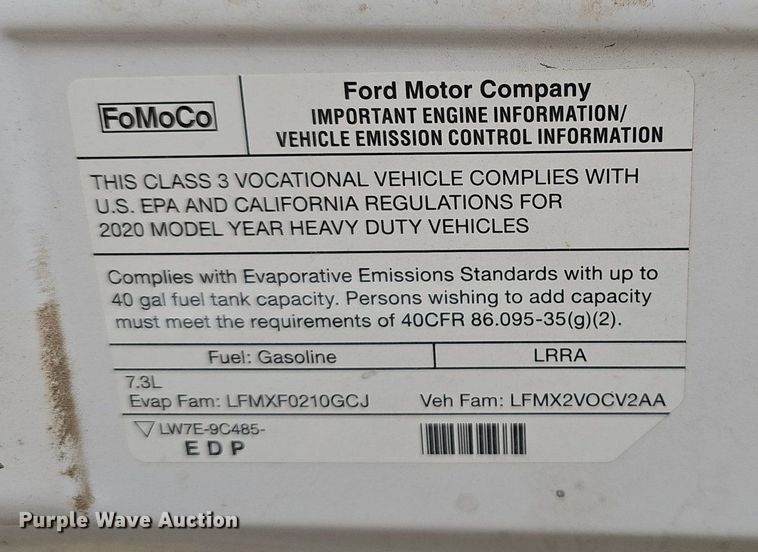 FoMoCo
Ford Motor Company
IMPORTANT ENGINE INFORMATION/
VEHICLE EMISSION CONTROL INFORMATION
THIS CLASS 3 VOCATIONAL VEHICLE COMPLIES WITH
U.S. EPA AND CALIFORNIA REGULATIONS FOR
2020 MODEL YEAR HEAVY DUTY VEHICLES
Complies with Evaporative Emissions Standards with up to
40 gal fuel tank capacity. Persons wishing to add capacity
must meet the requirements of 40CFR 86.095-35(g)(2).
Fuel: Gasoline LRRA
7.3L
Evap Fam: LFMXF0210GCJ Veh Fam: LFMX2VOCV2AA
LW7E-9C485-
E D P
Purple Wave Auction